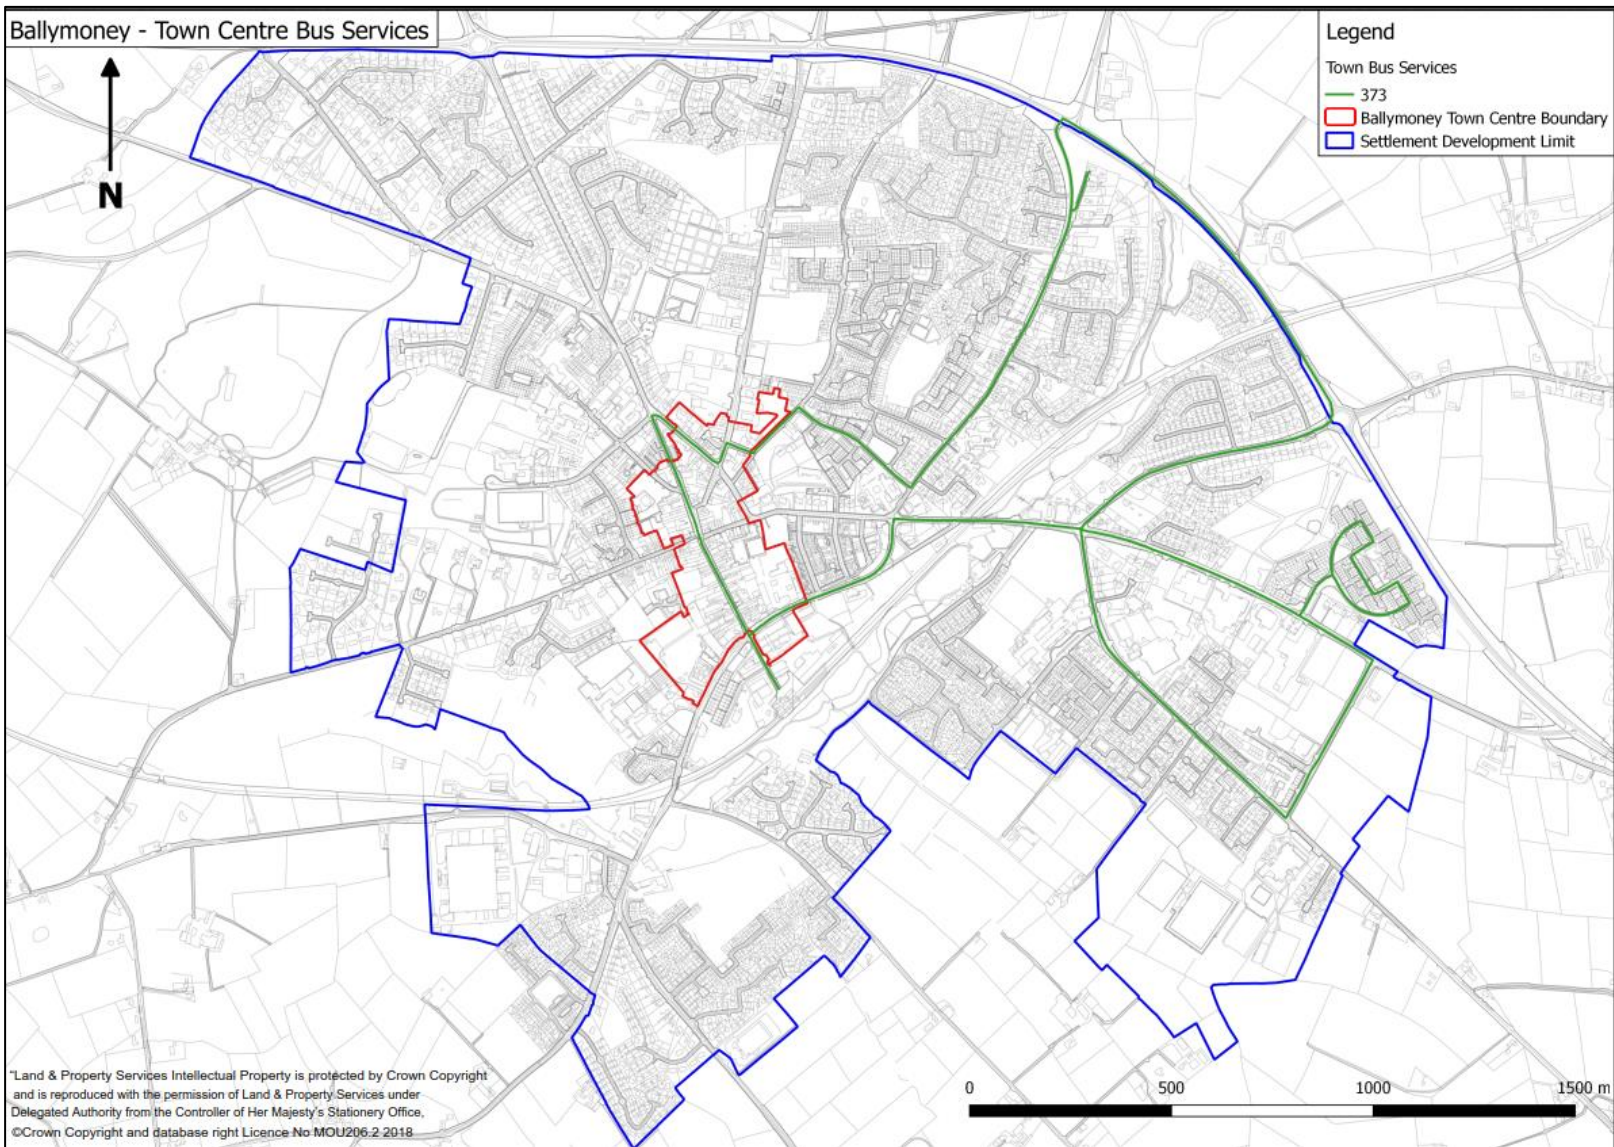 Ballymoney - Town Centre Bus Services
N
Legend
Town Bus Services
373
Ballymoney Town Centre Boundary
Settlement Development Limit
"Land & Property Services Intellectual Property is protected by Crown Copyright
and is reproduced with the permission of Land & Property Services under
Delegated Authority from the Controller of Her Majesty's Stationery Office,
©Crown Copyright and database right Licence No MOU206.2 2018
0 500 1000 1500 m